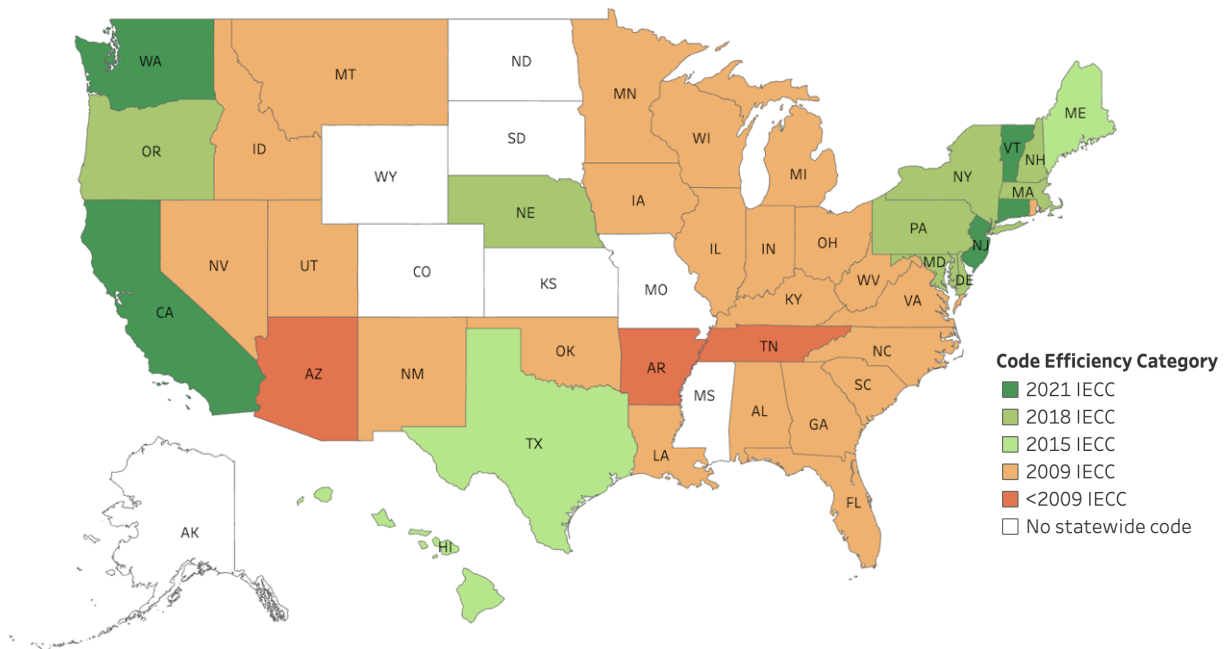 WA
MT
ND
MN
ME
OR
ID
SD
WI
VT
NH
WY
MI
NY
MA
NE
IA
PA
NV
UT
CO
IL
IN
OH
NJ
KS
MO
WV
MD
DE
CA
KY
VA
AZ
NM
OK
AR
TN
NC
MS
AL
GA
SC
TX
LA
FL
AK
HI
Code Efficiency Category
2021 IECC
2018 IECC
2015 IECC
2009 IECC
<2009 IECC
No statewide code